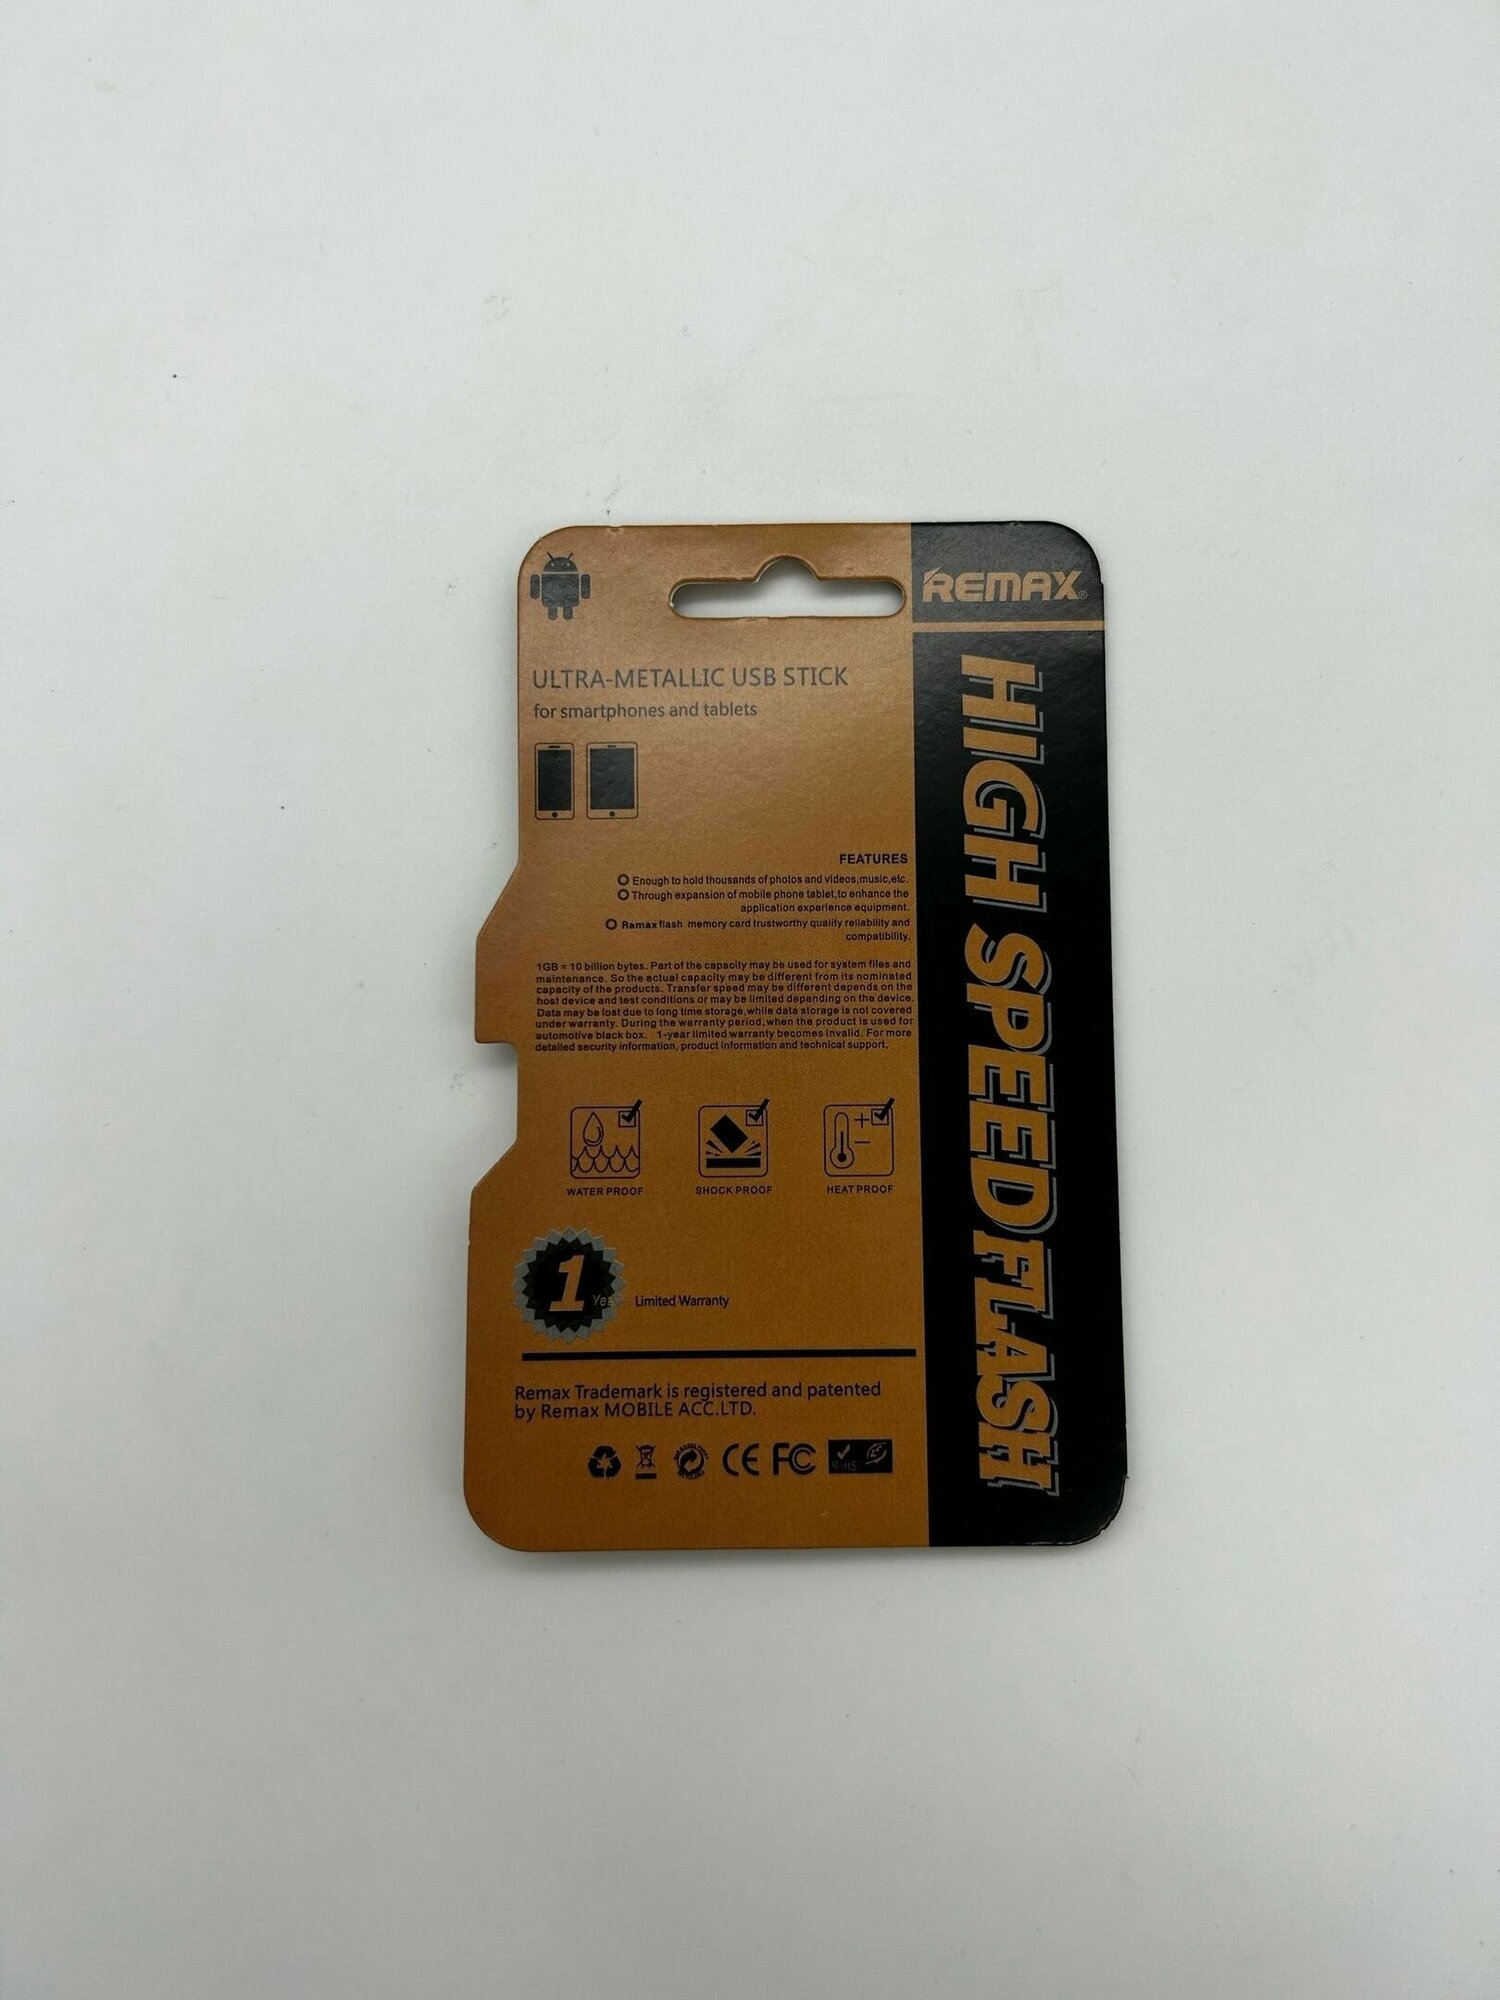 REMAX®
HIGH SPEED FLASH
ULTRA-METALLIC USB STICK
for smartphones and tablets
FEATURES
Enough to hold thousands of photos and videos,music,etc.
Through expansion of mobile phone tablet,to enhance the
application experience equipment.
Ramax flash memory card trustworthy quality reliability and
compatibility.
1GB = 10 billion bytes. Part of the capacity may be used for system files and
maintenance. So the actual capacity may be different from its nominated
capacity of the products. Transfer speed may be different depends on the
host device and test conditions or may be limited depending on the device.
Data may be lost due to long time storage,while data storage is not covered
under warranty. During the warranty period,when the product is used for
automotive black box. 1-year limited warranty becomes invalid. For more
detailed security information, product information and technical support,
WATER PROOF
SHOCK PROOF
HEAT PROOF
1
Limited Warranty
Remax Trademark is registered and patented
by Remax MOBILE ACC.LTD.
CE FC
RoHS